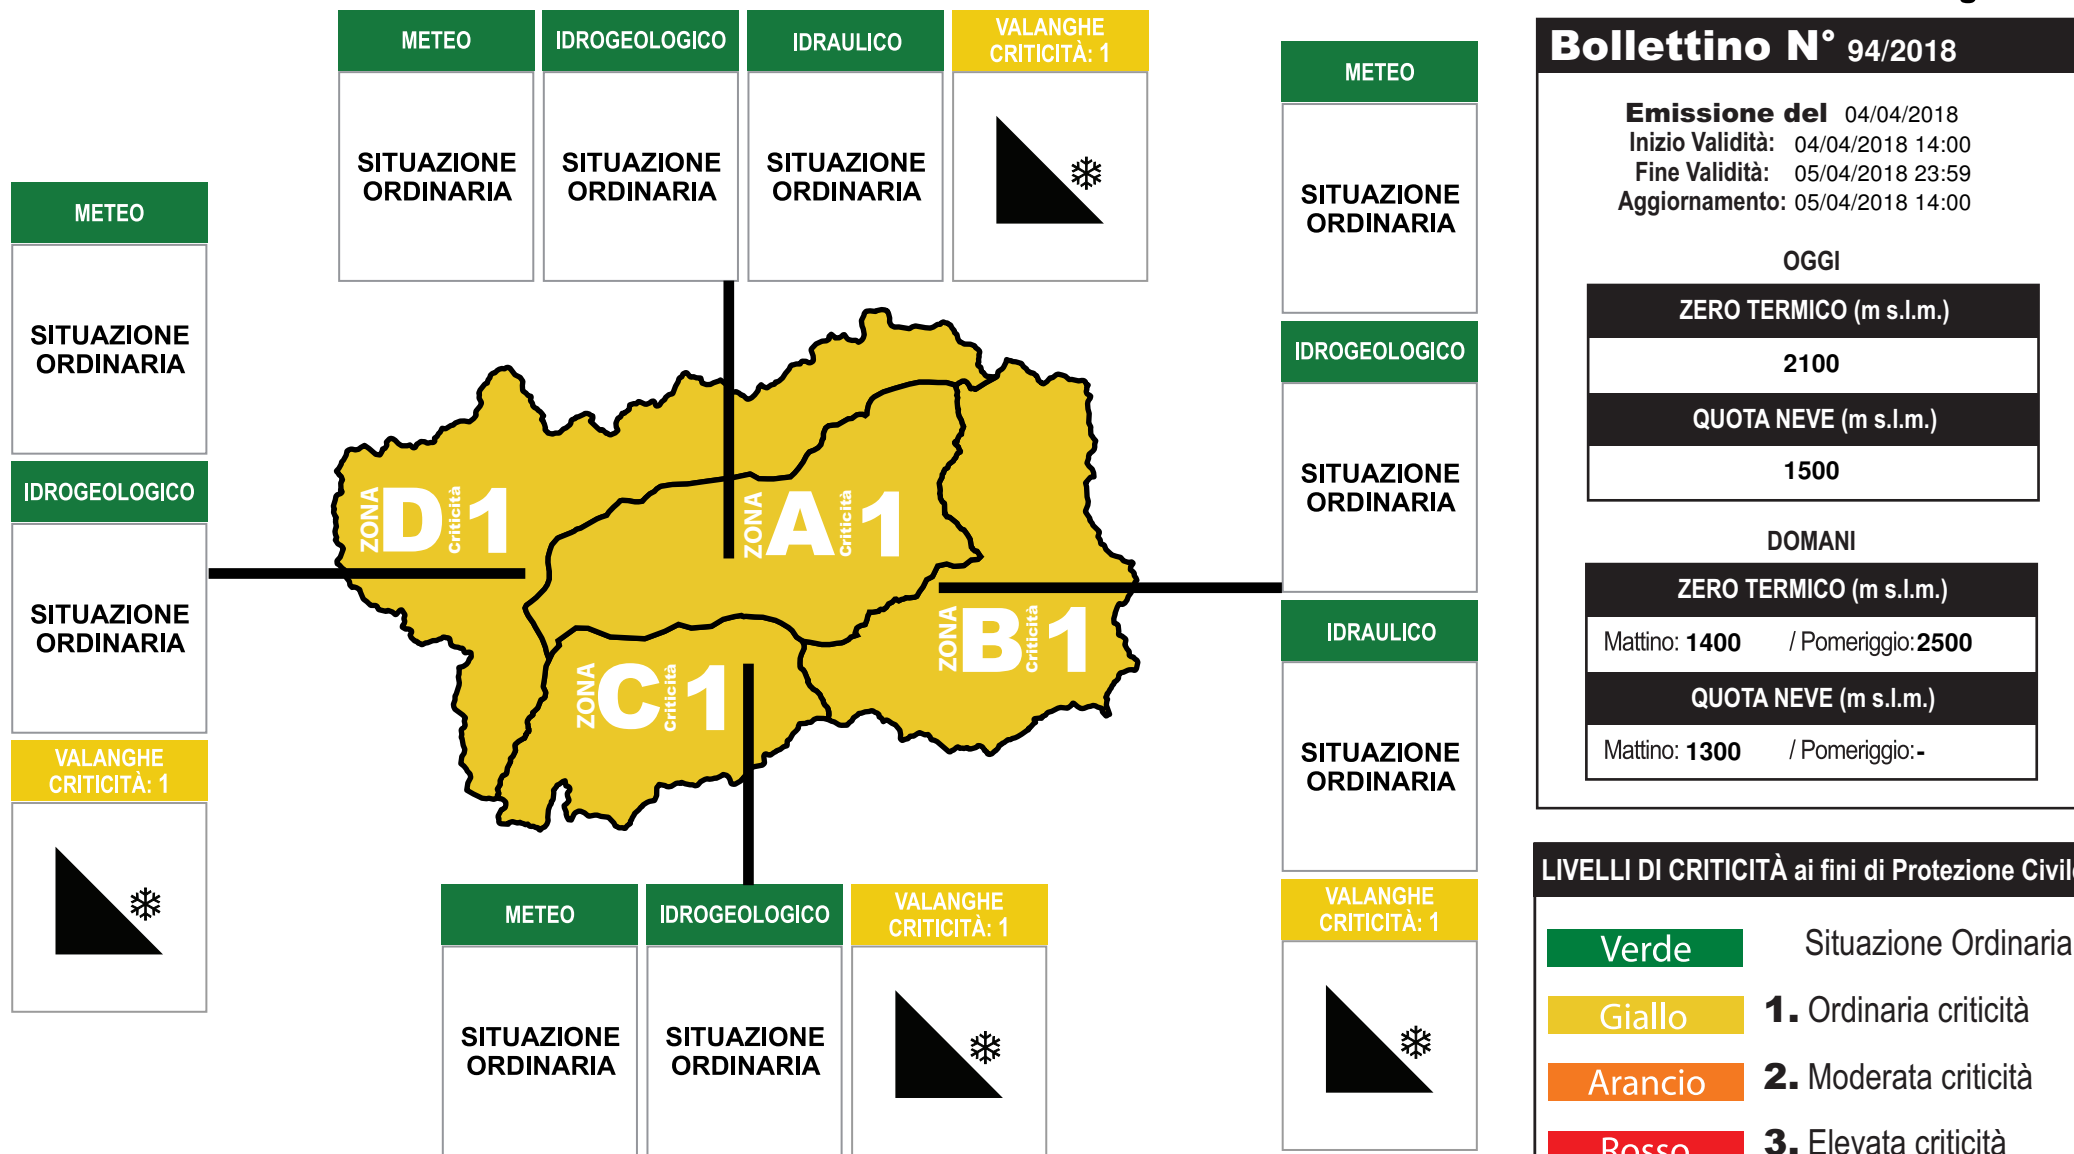 METEO
SITUAZIONE
ORDINARIA
IDROGEOLOGICO
SITUAZIONE
ORDINARIA
IDRAULICO
SITUAZIONE
ORDINARIA
VALANGHE
CRITICITÀ: 1
METEO
SITUAZIONE
ORDINARIA
IDROGEOLOGICO
SITUAZIONE
ORDINARIA
VALANGHE
CRITICITÀ: 1
ZONA D Criticità 1
ZONA A Criticità 1
ZONA B Criticità 1
ZONA C Criticità 1
METEO
SITUAZIONE
ORDINARIA
IDROGEOLOGICO
SITUAZIONE
ORDINARIA
VALANGHE
CRITICITÀ: 1
METEO
SITUAZIONE
ORDINARIA
IDROGEOLOGICO
SITUAZIONE
ORDINARIA
IDRAULICO
SITUAZIONE
ORDINARIA
VALANGHE
CRITICITÀ: 1
Bollettino N° 94/2018
Emissione del 04/04/2018
Inizio Validità: 04/04/2018 14:00
Fine Validità: 05/04/2018 23:59
Aggiornamento: 05/04/2018 14:00
OGGI
ZERO TERMICO (m s.l.m.)
2100
QUOTA NEVE (m s.l.m.)
1500
DOMANI
ZERO TERMICO (m s.l.m.)
Mattino: 1400 / Pomeriggio: 2500
QUOTA NEVE (m s.l.m.)
Mattino: 1300 / Pomeriggio: -
LIVELLI DI CRITICITÀ ai fini di Protezione Civile
Verde Situazione Ordinaria
Giallo 1. Ordinaria criticità
Arancio 2. Moderata criticità
Rosso 3. Elevata criticità